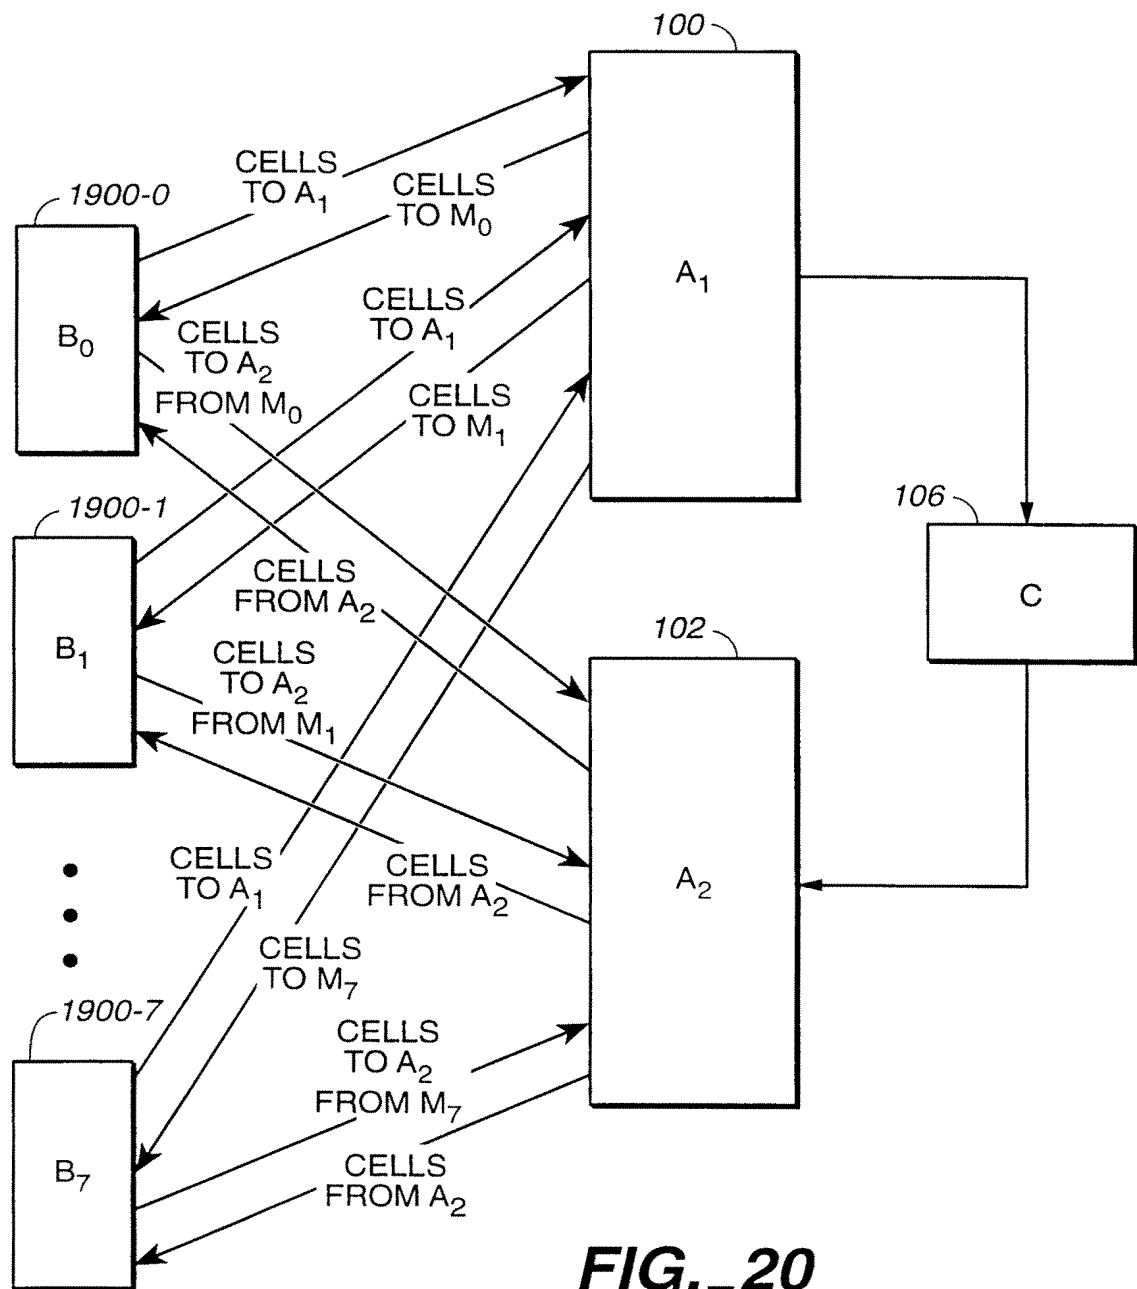 100
CELLS
TO A₁
CELLS
TO M₀
1900-0
A₁
B₀
CELLS
TO A₂
FROM M₀
CELLS
TO A₁
CELLS
TO M₁
1900-1
106
C
B₁
CELLS
FROM A₂
102
CELLS
TO A₂
FROM M₁
A₂
CELLS
TO A₁
CELLS
FROM A₂
CELLS
TO M₇
1900-7
CELLS
TO A₂
FROM M₇
B₇
CELLS
FROM A₂
FIG._20